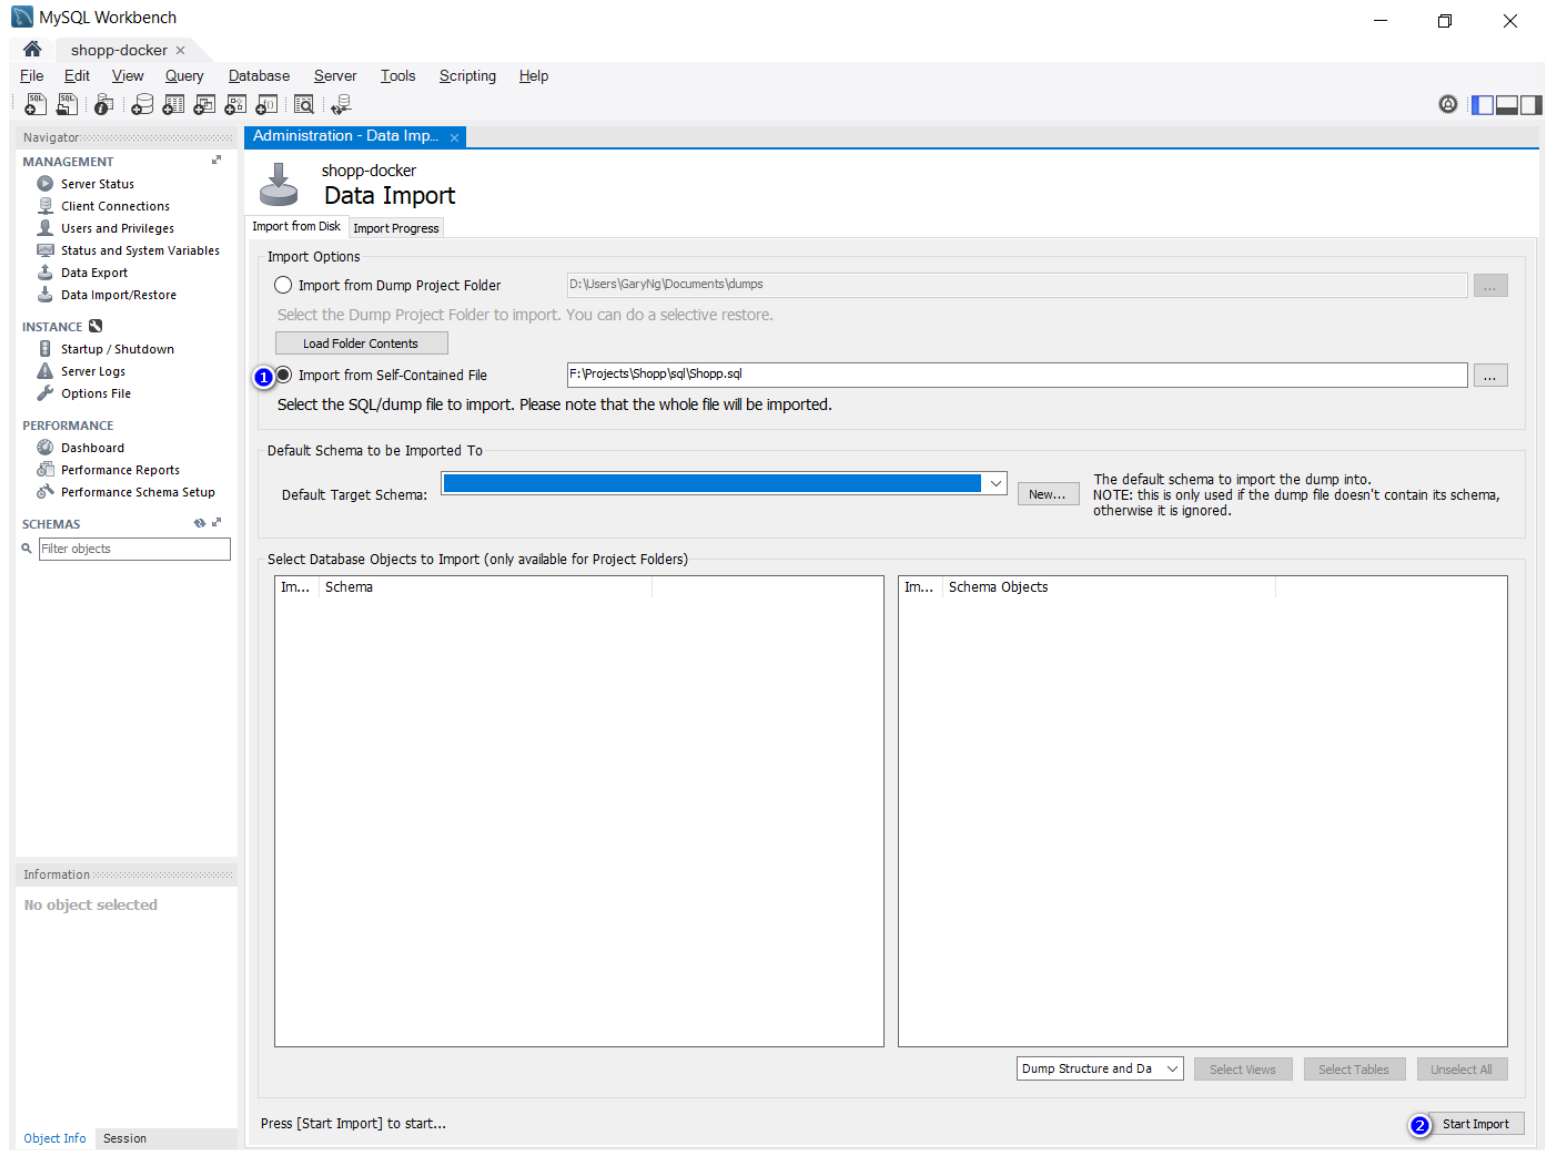 MySQL Workbench
shopp-docker ×
File Edit View Query Database Server Tools Scripting Help
Navigator
MANAGEMENT
Server Status
Client Connections
Users and Privileges
Status and System Variables
Data Export
Data Import/Restore
INSTANCE
Startup / Shutdown
Server Logs
Options File
PERFORMANCE
Dashboard
Performance Reports
Performance Schema Setup
SCHEMAS
Filter objects
Information
No object selected
Object Info Session
Administration - Data Imp... ×
shopp-docker
Data Import
Import from Disk Import Progress
Import Options
Import from Dump Project Folder D:\Users\GaryNg\Documents\dumps ...
Select the Dump Project Folder to import. You can do a selective restore.
Load Folder Contents
1 Import from Self-Contained File F:\Projects\Shopp\sql\Shopp.sql ...
Select the SQL/dump file to import. Please note that the whole file will be imported.
Default Schema to be Imported To
Default Target Schema: New...
The default schema to import the dump into.
NOTE: this is only used if the dump file doesn't contain its schema,
otherwise it is ignored.
Select Database Objects to Import (only available for Project Folders)
Im... Schema
Im... Schema Objects
Dump Structure and Da Select Views Select Tables Unselect All
Press [Start Import] to start...
2 Start Import